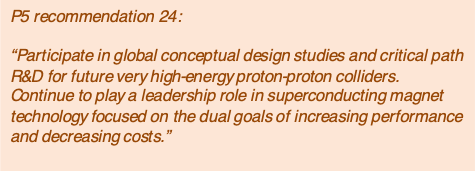 P5 recommendation 24:
“Participate in global conceptual design studies and critical path
R&D for future very high-energy proton-proton colliders.
Continue to play a leadership role in superconducting magnet
technology focused on the dual goals of increasing performance
and decreasing costs.”